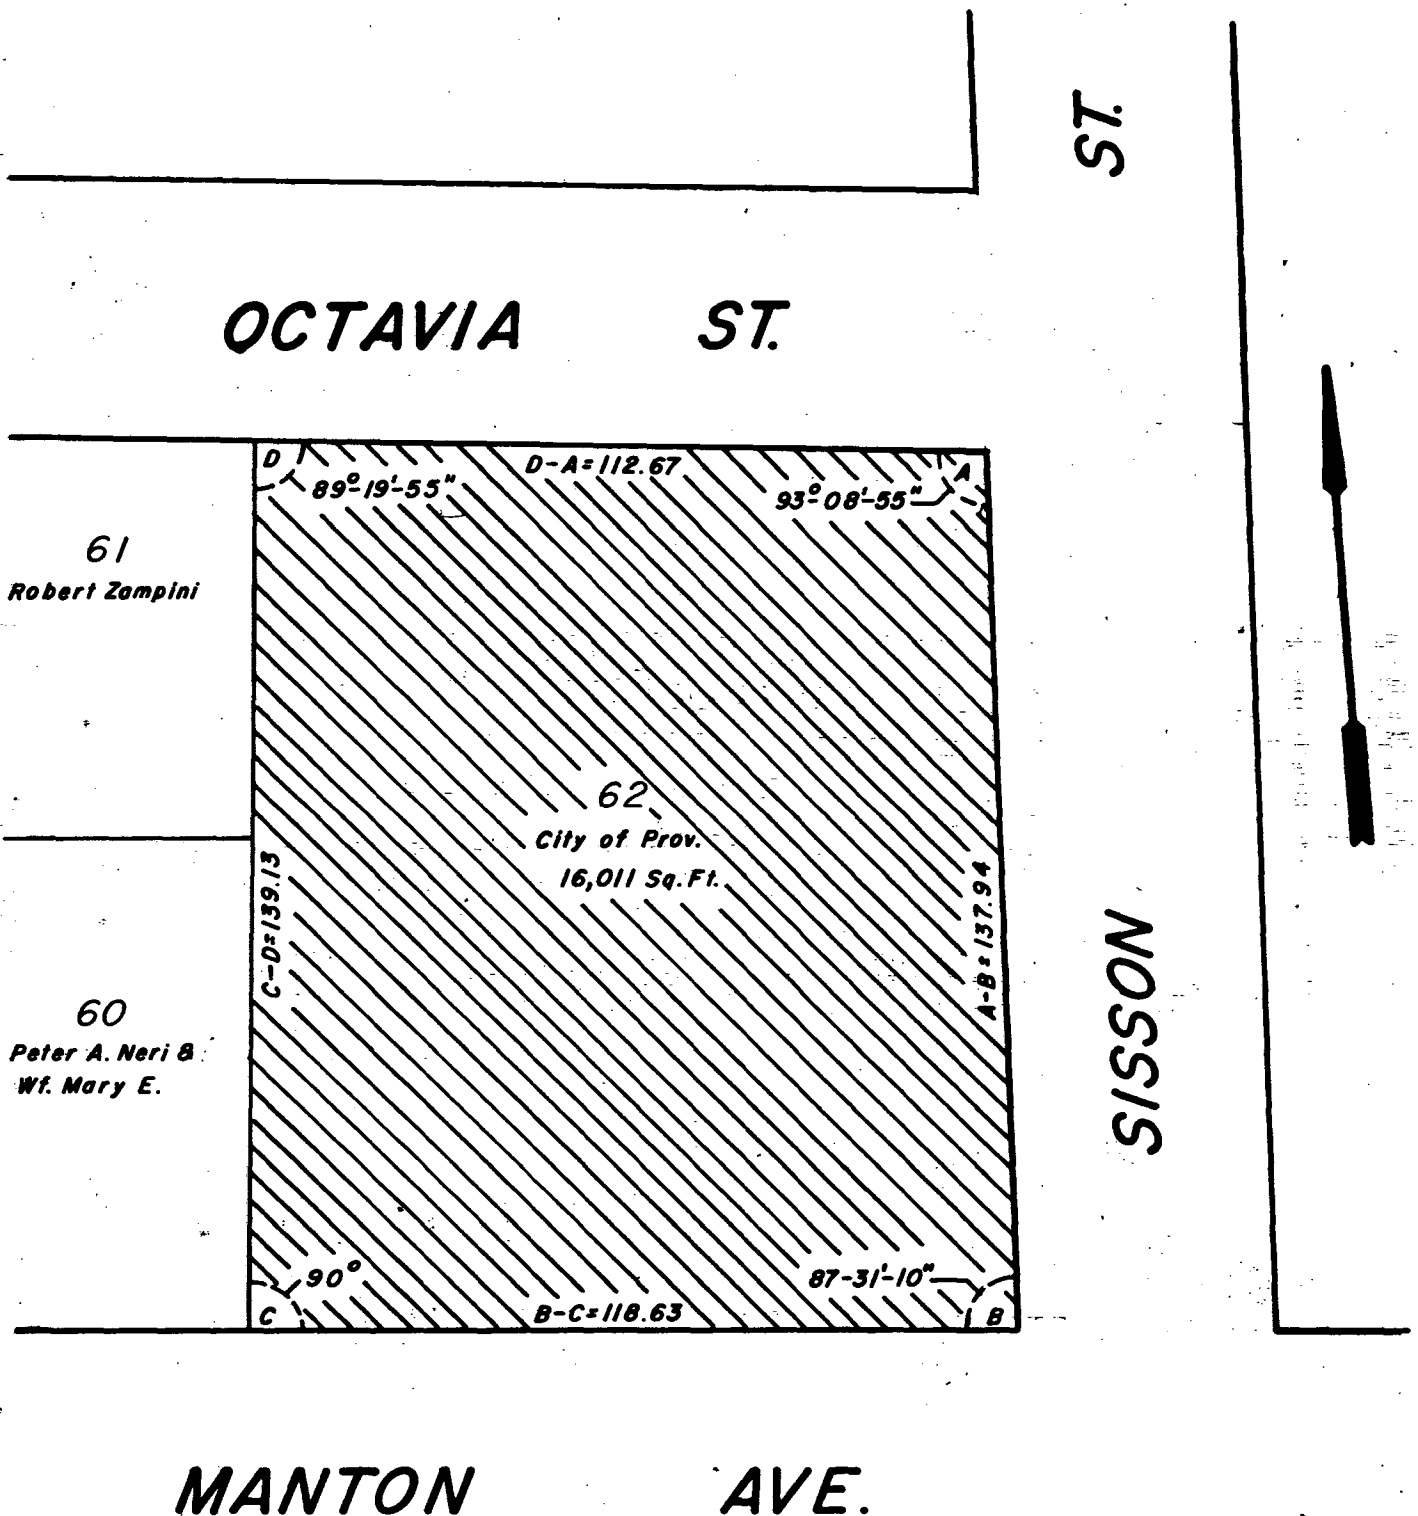 ST.
OCTAVIA ST.
D
D-A=112.67
A
89°-19'-55"
93°-08'-55"
61
Robert Zampini
62
City of Prov.
16,011 Sq. Ft.
C-D=139.13
A-B=137.94
SISSON
60
Peter A. Neri &
Wf. Mary E.
90°
87-31'-10"
C
B-C=118.63
B
MANTON AVE.